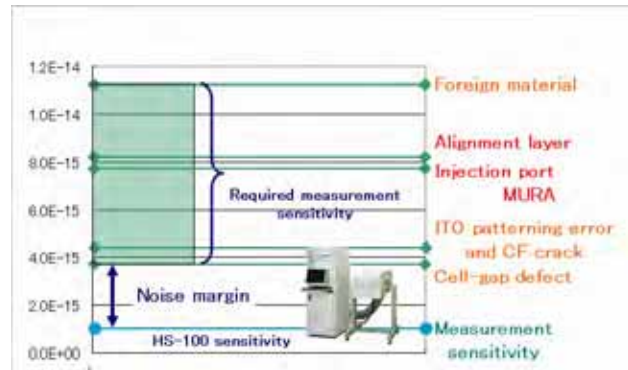 1.2E-14
1.0E-14
8.0E-15
6.0E-15
4.0E-15
2.0E-15
0.0E+00
Foreign material
Alignment layer
Injection port
MURA
Required measurement
sensitivity
ITO patterning error
and CF crack
Cell-gap defect
Noise margin
HS-100 sensitivity
Measurement
sensitivity